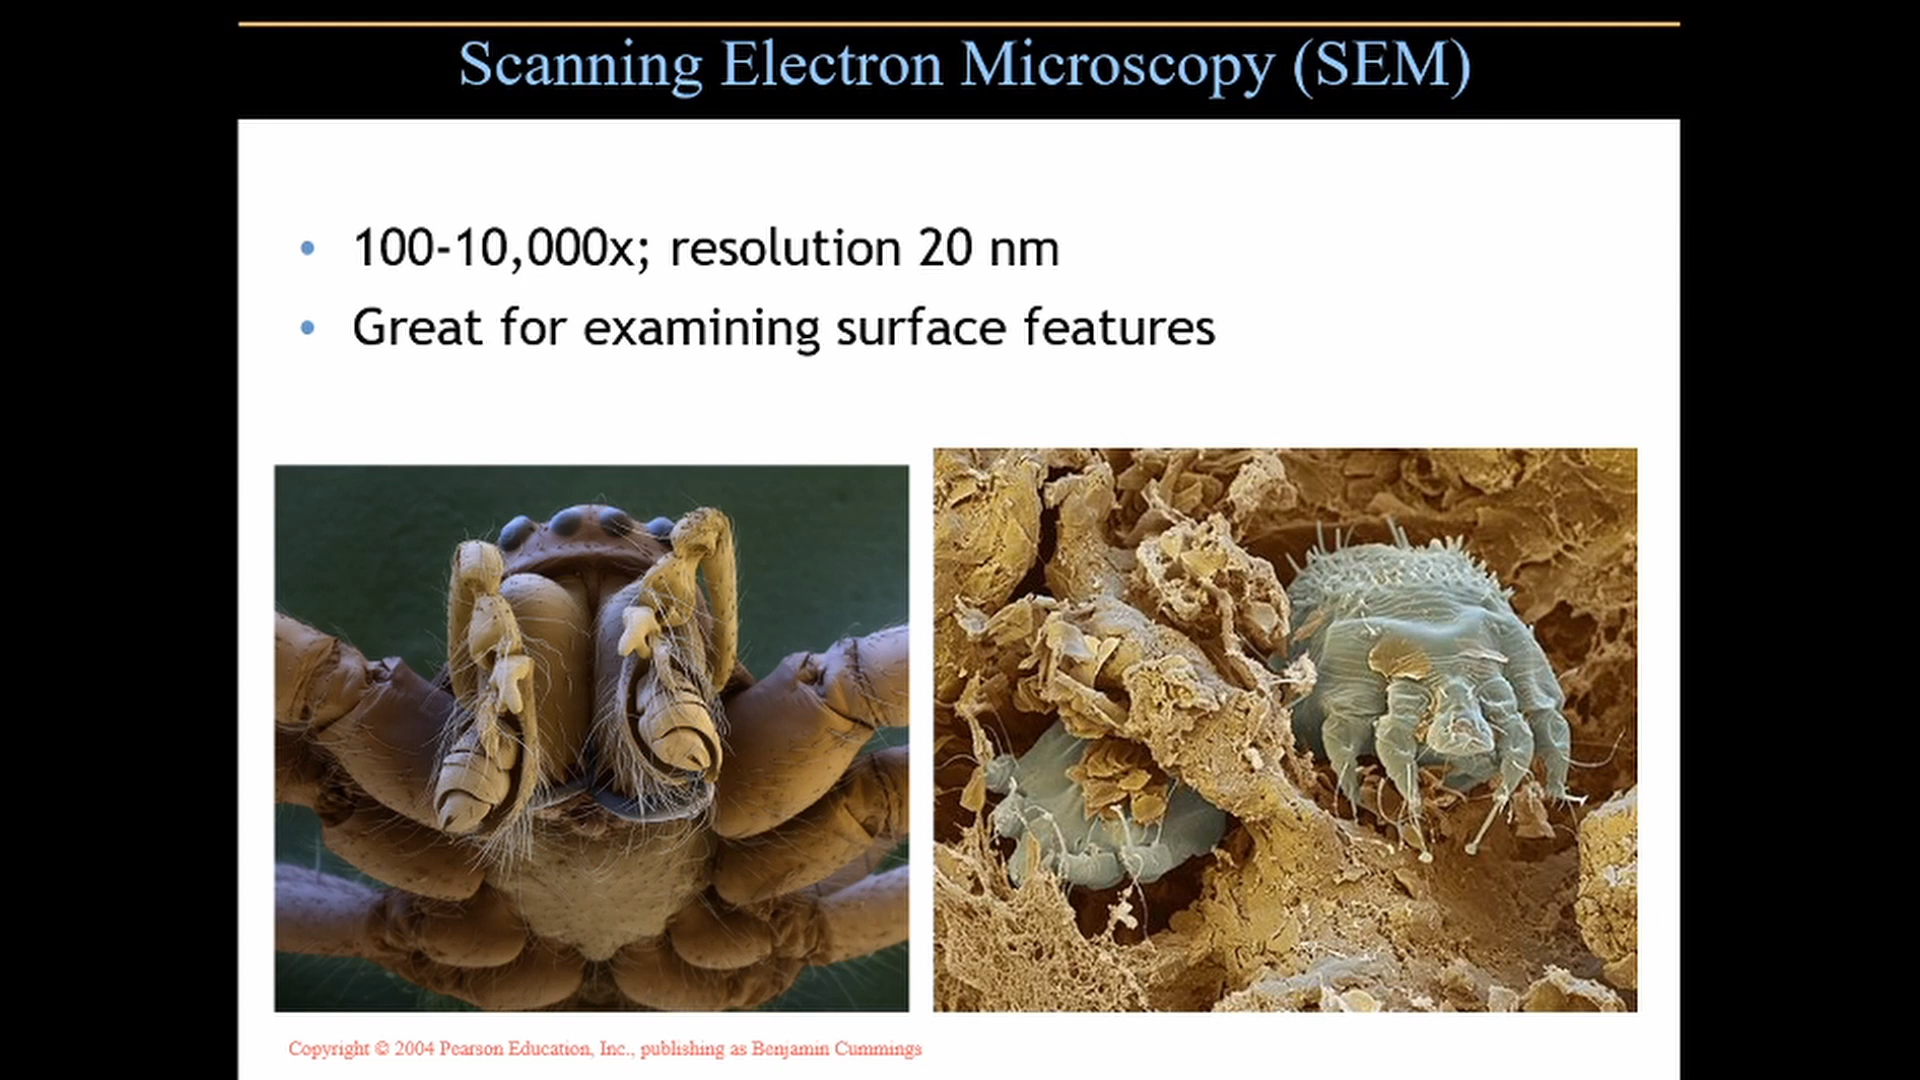 Scanning Electron Microscopy (SEM)
• 100-10,000x; resolution 20 nm
• Great for examining surface features
Copyright © 2004 Pearson Education, Inc., publishing as Benjamin Cummings